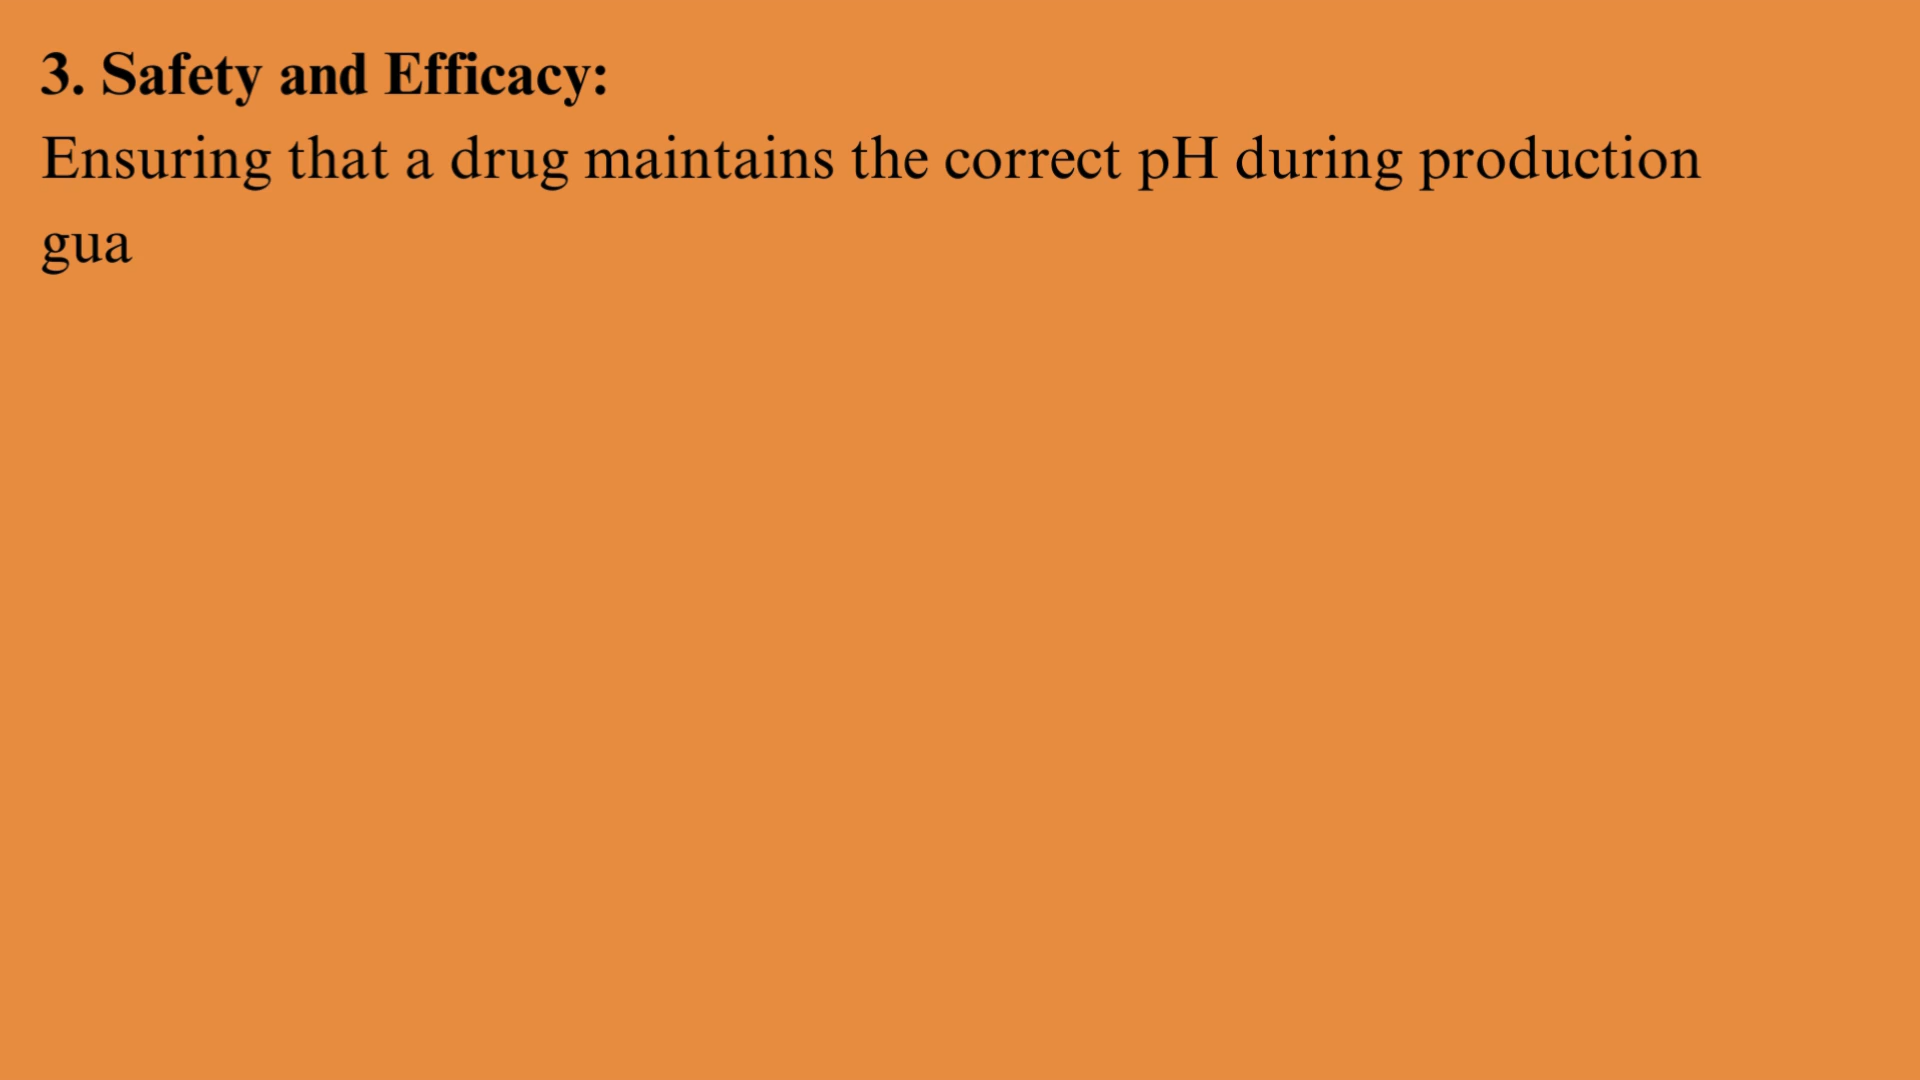 3. Safety and Efficacy:
Ensuring that a drug maintains the correct pH during production
gua